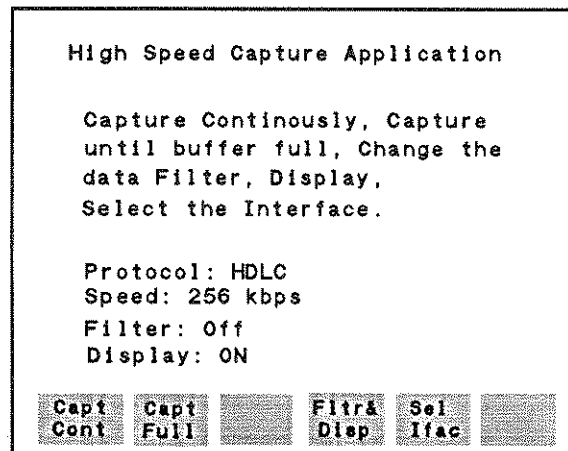 High Speed Capture Application
Capture Continously, Capture
until buffer full, Change the
data Filter, Display,
Select the Interface.
Protocol: HDLC
Speed: 256 kbps
Filter: Off
Display: ON
Capt Capt Fltr& Sel
Cont Full Disp Ifac